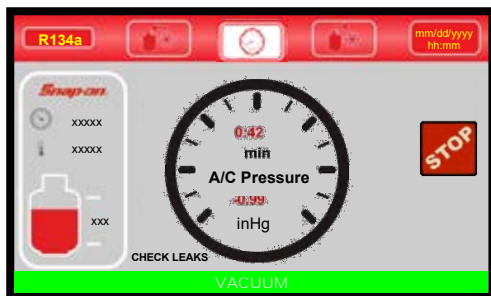 R134a
mm/dd/yyyy
hh:mm
Snap-on
xxxxx
xxxxx
xxx
0:42
min
A/C Pressure
-0.99
inHg
STOP
CHECK LEAKS
VACUUM